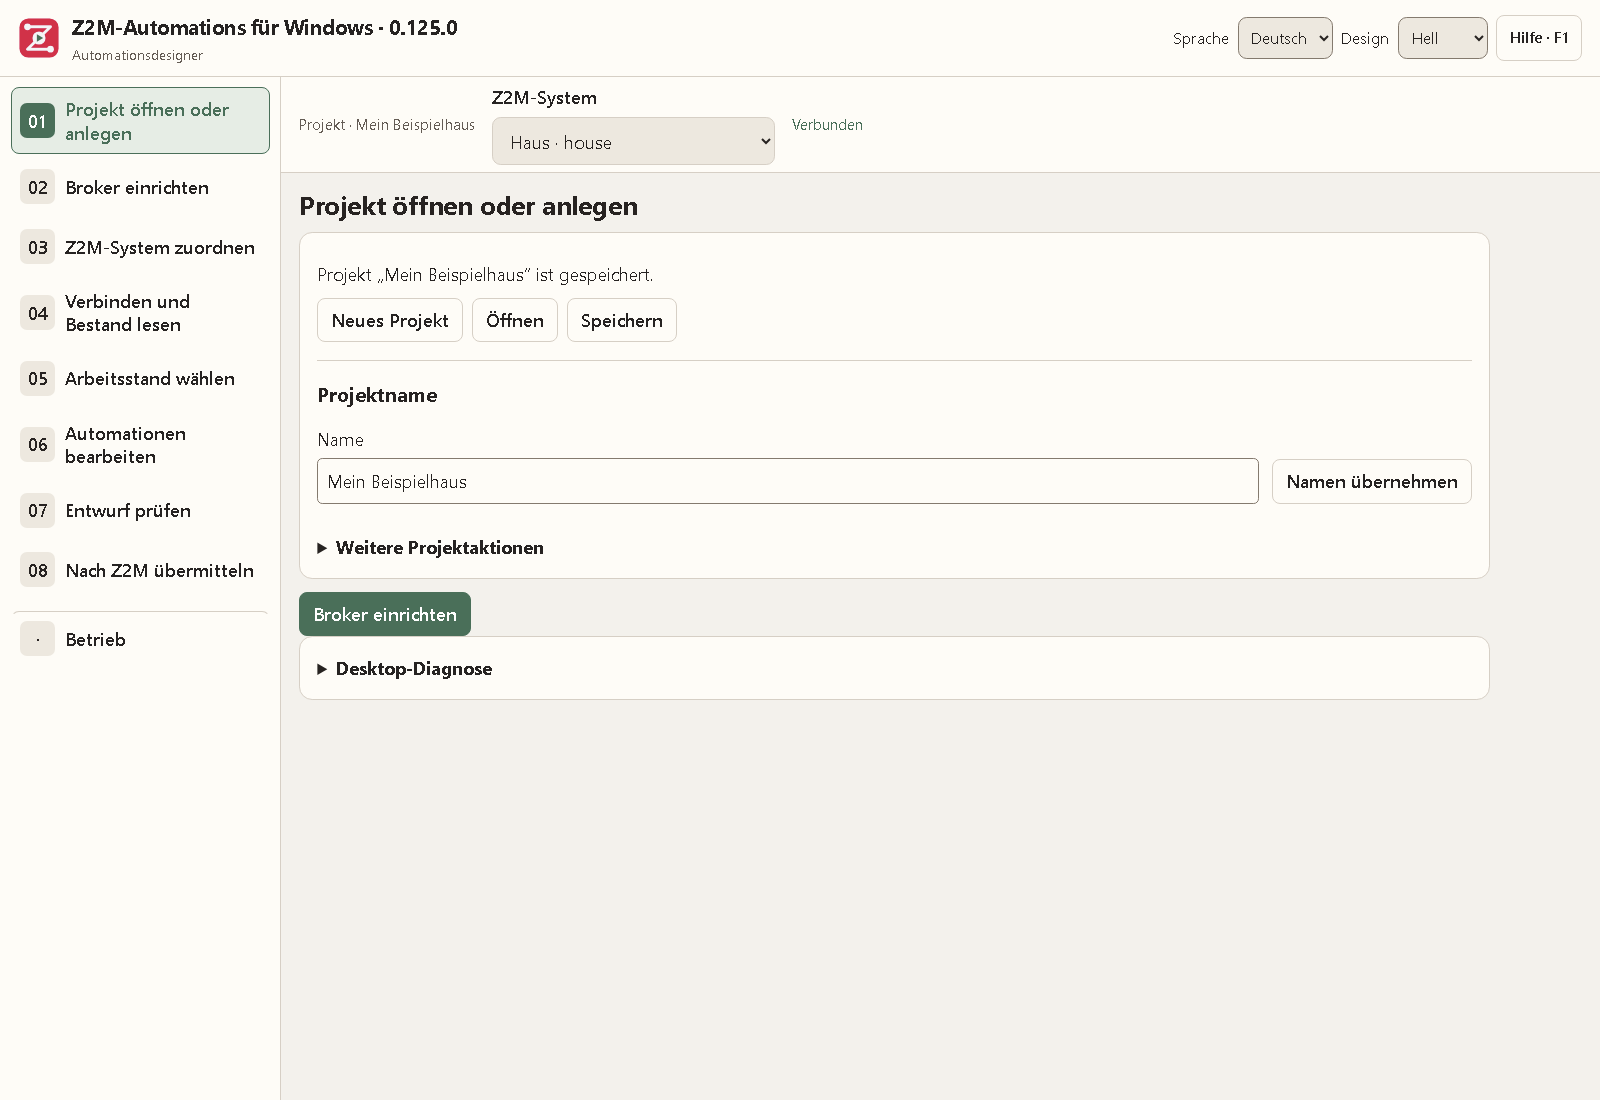 Z2M-Automations für Windows · 0.125.0
Automationsdesigner
Sprache
Deutsch
Design
Hell
Hilfe · F1
01 Projekt öffnen oder
anlegen
02 Broker einrichten
03 Z2M-System zuordnen
04 Verbinden und
Bestand lesen
05 Arbeitsstand wählen
06 Automationen
bearbeiten
07 Entwurf prüfen
08 Nach Z2M übermitteln
· Betrieb
Projekt · Mein Beispielhaus
Z2M-System
Haus · house
Verbunden
Projekt öffnen oder anlegen
Projekt „Mein Beispielhaus“ ist gespeichert.
Neues Projekt
Öffnen
Speichern
Projektname
Name
Mein Beispielhaus
Namen übernehmen
Weitere Projektaktionen
Broker einrichten
Desktop-Diagnose